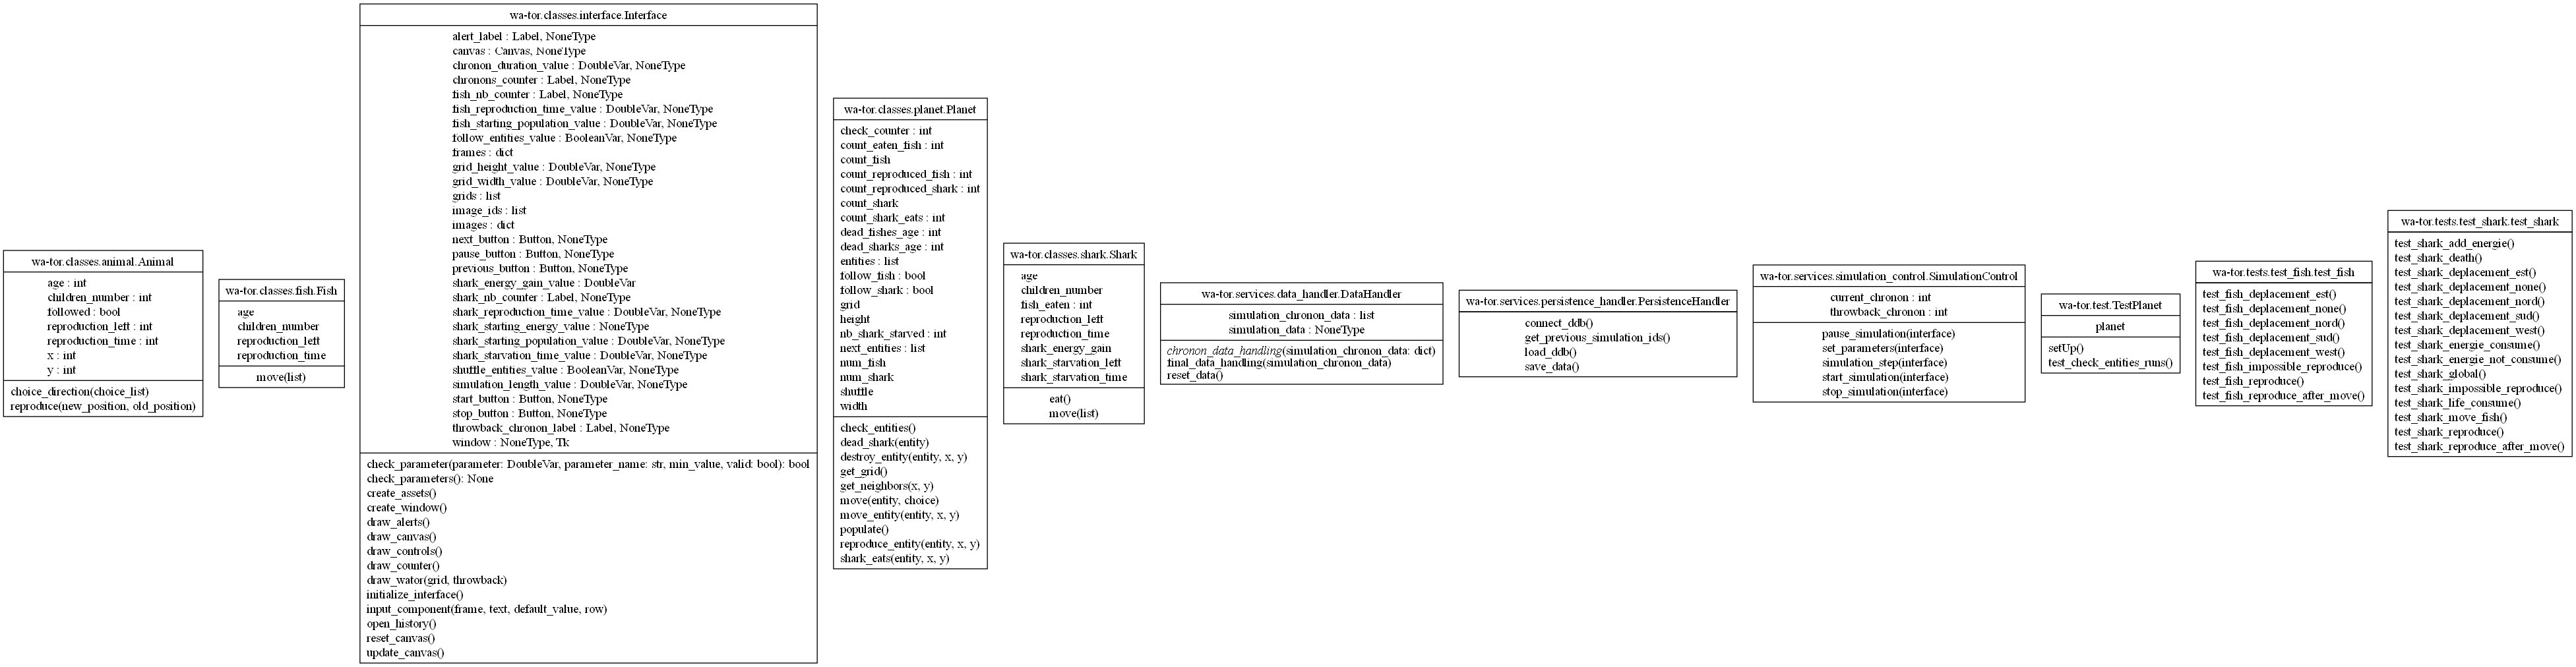 wa-tor.classes.animal.Animal
age : int
children_number : int
followed : bool
reproduction_left : int
reproduction_time : int
x : int
y : int
choice_direction(choice_list)
reproduce(new_position, old_position)
wa-tor.classes.fish.Fish
age
children_number
reproduction_left
reproduction_time
move(list)
wa-tor.classes.interface.Interface
alert_label : Label, NoneType
canvas : Canvas, NoneType
chronon_duration_value : DoubleVar, NoneType
chronons_counter : Label, NoneType
fish_nb_counter : Label, NoneType
fish_reproduction_time_value : DoubleVar, NoneType
fish_starting_population_value : DoubleVar, NoneType
follow_entities_value : BooleanVar, NoneType
frames : dict
grid_height_value : DoubleVar, NoneType
grid_width_value : DoubleVar, NoneType
grids : list
image_ids : list
images : dict
next_button : Button, NoneType
pause_button : Button, NoneType
previous_button : Button, NoneType
shark_energy_gain_value : DoubleVar
shark_nb_counter : Label, NoneType
shark_reproduction_time_value : DoubleVar, NoneType
shark_starting_energy_value : NoneType
shark_starting_population_value : DoubleVar, NoneType
shark_starvation_time_value : DoubleVar, NoneType
shuffle_entities_value : BooleanVar, NoneType
simulation_length_value : DoubleVar, NoneType
start_button : Button, NoneType
stop_button : Button, NoneType
throwback_chronon_label : Label, NoneType
window : NoneType, Tk
check_parameter(parameter: DoubleVar, parameter_name: str, min_value, valid: bool): bool
check_parameters(): None
create_assets()
create_window()
draw_alerts()
draw_canvas()
draw_controls()
draw_counter()
draw_wator(grid, throwback)
initialize_interface()
input_component(frame, text, default_value, row)
open_history()
reset_canvas()
update_canvas()
wa-tor.classes.planet.Planet
check_counter : int
count_eaten_fish : int
count_fish
count_reproduced_fish : int
count_reproduced_shark : int
count_shark
count_shark_eats : int
dead_fishes_age : int
dead_sharks_age : int
entities : list
follow_fish : bool
follow_shark : bool
grid
height
nb_shark_starved : int
next_entities : list
num_fish
num_shark
shuffle
width
check_entities()
dead_shark(entity)
destroy_entity(entity, x, y)
get_grid()
get_neighbors(x, y)
move(entity, choice)
move_entity(entity, x, y)
populate()
reproduce_entity(entity, x, y)
shark_eats(entity, x, y)
wa-tor.classes.shark.Shark
age
children_number
fish_eaten : int
reproduction_left
reproduction_time
shark_energy_gain
shark_starvation_left
shark_starvation_time
eat()
move(list)
wa-tor.services.data_handler.DataHandler
simulation_chronon_data : list
simulation_data : NoneType
chronon_data_handling(simulation_chronon_data: dict)
final_data_handling(simulation_chronon_data)
reset_data()
wa-tor.services.persistence_handler.PersistenceHandler
connect_ddb()
get_previous_simulation_ids()
load_ddb()
save_data()
wa-tor.services.simulation_control.SimulationControl
current_chronon : int
throwback_chronon : int
pause_simulation(interface)
set_parameters(interface)
simulation_step(interface)
start_simulation(interface)
stop_simulation(interface)
wa-tor.test.TestPlanet
planet
setUp()
test_check_entities_runs()
wa-tor.tests.test_fish.test_fish
test_fish_deplacement_est()
test_fish_deplacement_none()
test_fish_deplacement_nord()
test_fish_deplacement_sud()
test_fish_deplacement_west()
test_fish_impossible_reproduce()
test_fish_reproduce()
test_fish_reproduce_after_move()
wa-tor.tests.test_shark.test_shark
test_shark_add_energie()
test_shark_death()
test_shark_deplacement_est()
test_shark_deplacement_none()
test_shark_deplacement_nord()
test_shark_deplacement_sud()
test_shark_deplacement_west()
test_shark_energie_consume()
test_shark_energie_not_consume()
test_shark_global()
test_shark_impossible_reproduce()
test_shark_life_consume()
test_shark_move_fish()
test_shark_reproduce()
test_shark_reproduce_after_move()